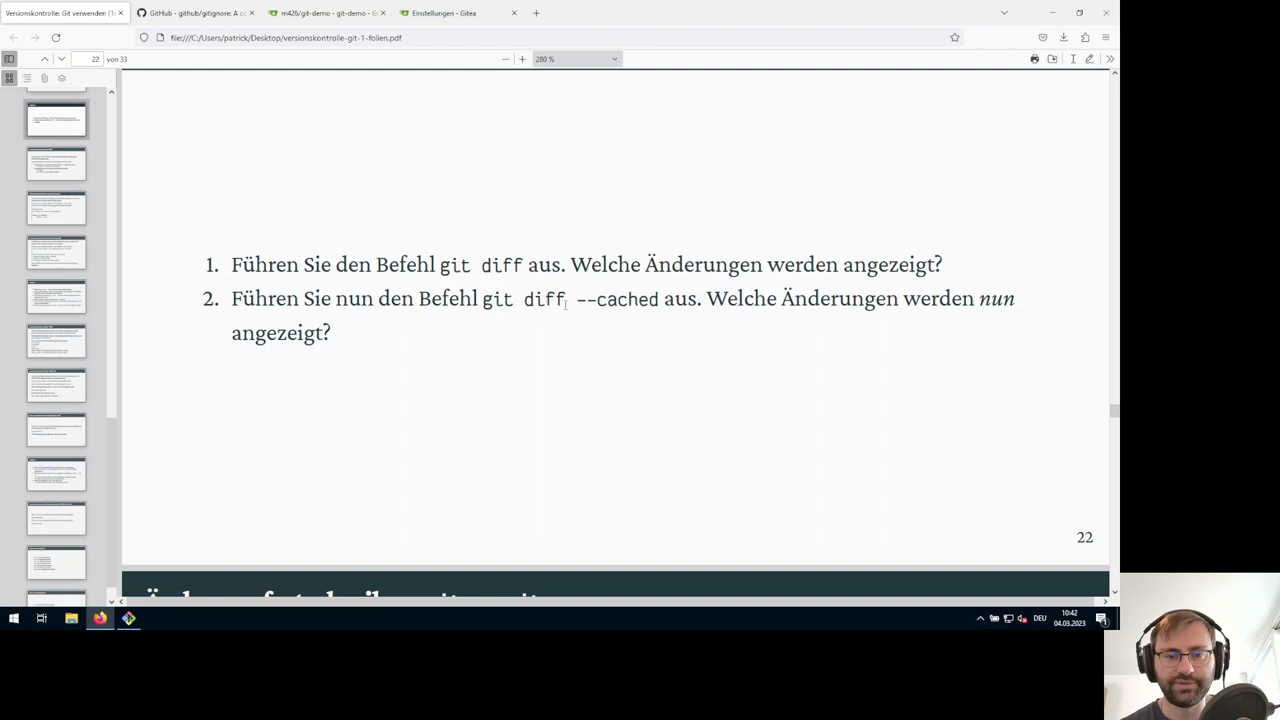 Versionskontrolle: Git verwenden (T
GitHub - github/gitignore: A c
m426/git-demo - git-demo - G
Einstellungen - Gitea
file:///C:/Users/patrick/Desktop/versionskontrolle-git-1-folien.pdf
22 von 33
280 %
1. Führen Sie den Befehl git diff aus. Welche Änderungen werden angezeigt?
2. Führen Sie nun den Befehl git diff --cached aus. Welche Änderungen werden nun
angezeigt?
22
DEU
10:42
04.03.2023